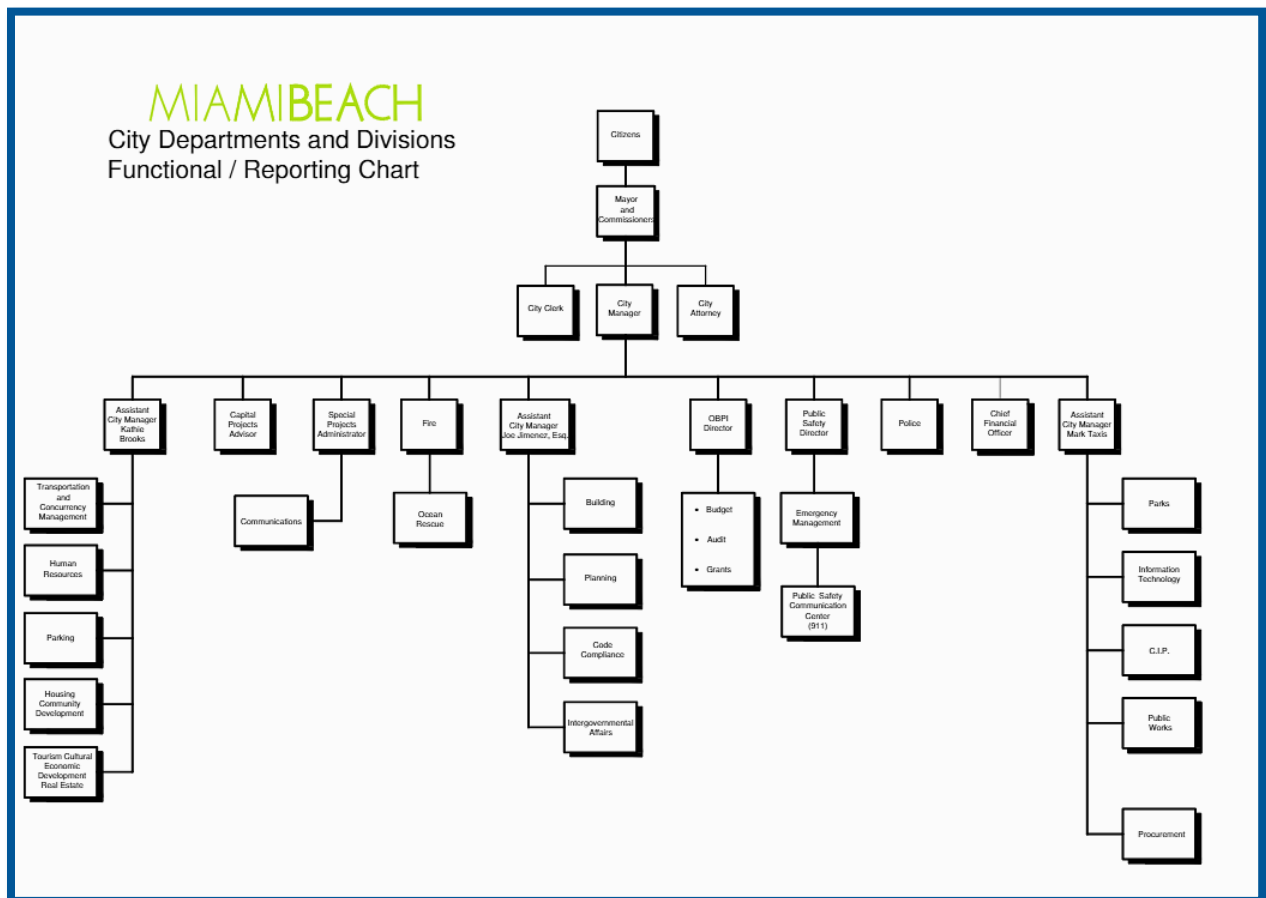 MIAMIBEACH
City Departments and Divisions
Functional / Reporting Chart
Citizens
Mayor
and
Commissioners
City Clerk
City
Manager
City
Attorney
Assistant
City Manager
Kathie
Brooks
Capital
Projects
Advisor
Special
Projects
Administrator
Fire
Assistant
City Manager
Joe Jimenez, Esq.
OBPI
Director
Public
Safety
Director
Police
Chief
Financial
Officer
Assistant
City Manager
Mark Taxis
Transportation
and
Concurrency
Management
Human
Resources
Parking
Housing
Community
Development
Tourism Cultural
Economic
Development
Real Estate
Communications
Ocean
Rescue
Building
Planning
Code
Compliance
Intergovernmental
Affairs
• Budget
• Audit
• Grants
Emergency
Management
Public Safety
Communication
Center
(911)
Parks
Information
Technology
C.I.P.
Public
Works
Procurement